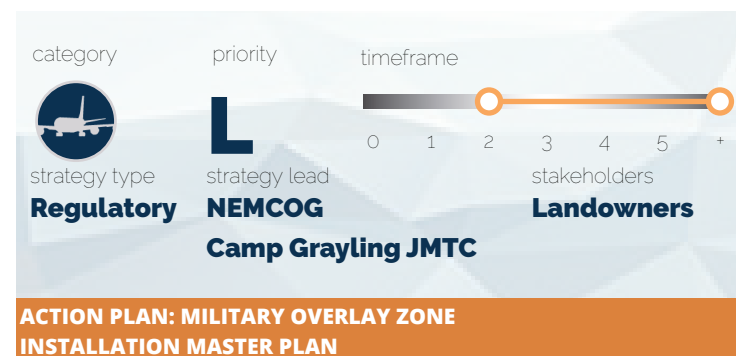 category priority timeframe
L
0 1 2 3 4 5 +
strategy type strategy lead stakeholders
Regulatory NEMCOG Landowners
Camp Grayling JMTC
ACTION PLAN: MILITARY OVERLAY ZONE
INSTALLATION MASTER PLAN